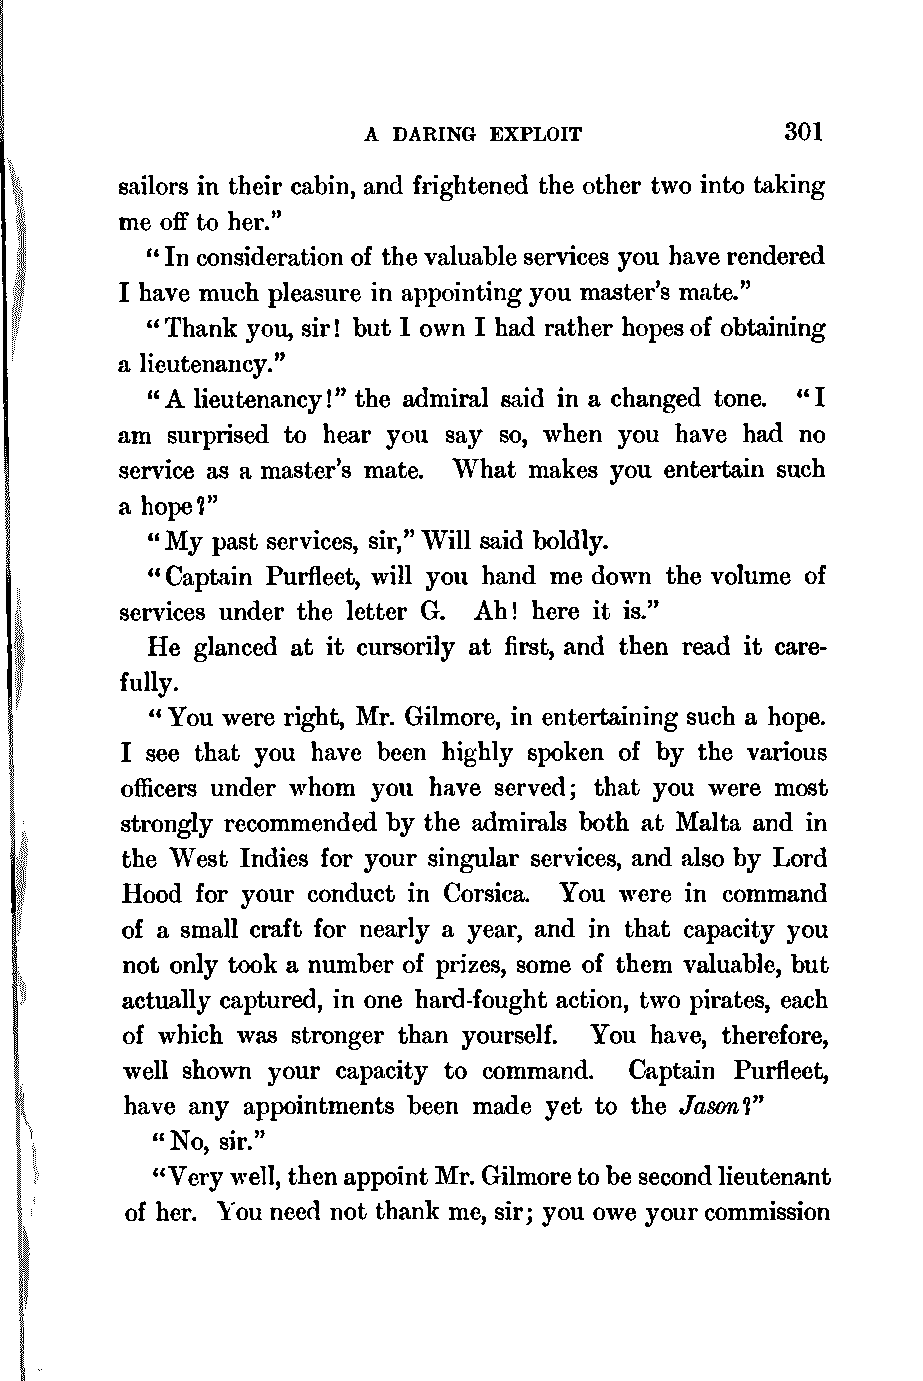 A DARING EXPLOIT 301
sailors in their cabin, and frightened the other two into taking
me off to her."
"In consideration of the valuable services you have rendered
I have much pleasure in appointing you master's mate."
"Thank you, sir! but I own I had rather hopes of obtaining
a lieutenancy."
"A lieutenancy!" the admiral said in a changed tone. "I
am surprised to hear you say so, when you have had no
service as a master's mate. What makes you entertain such
a hope?"
"My past services, sir," Will said boldly.
"Captain Purfleet, will you hand me down the volume of
services under the letter G. Ah! here it is."
He glanced at it cursorily at first, and then read it care-
fully.
"You were right, Mr. Gilmore, in entertaining such a hope.
I see that you have been highly spoken of by the various
officers under whom you have served; that you were most
strongly recommended by the admirals both at Malta and in
the West Indies for your singular services, and also by Lord
Hood for your conduct in Corsica. You were in command
of a small craft for nearly a year, and in that capacity you
not only took a number of prizes, some of them valuable, but
actually captured, in one hard-fought action, two pirates, each
of which was stronger than yourself. You have, therefore,
well shown your capacity to command. Captain Purfleet,
have any appointments been made yet to the Jason?"
"No, sir."
"Very well, then appoint Mr. Gilmore to be second lieutenant
of her. You need not thank me, sir; you owe your commission